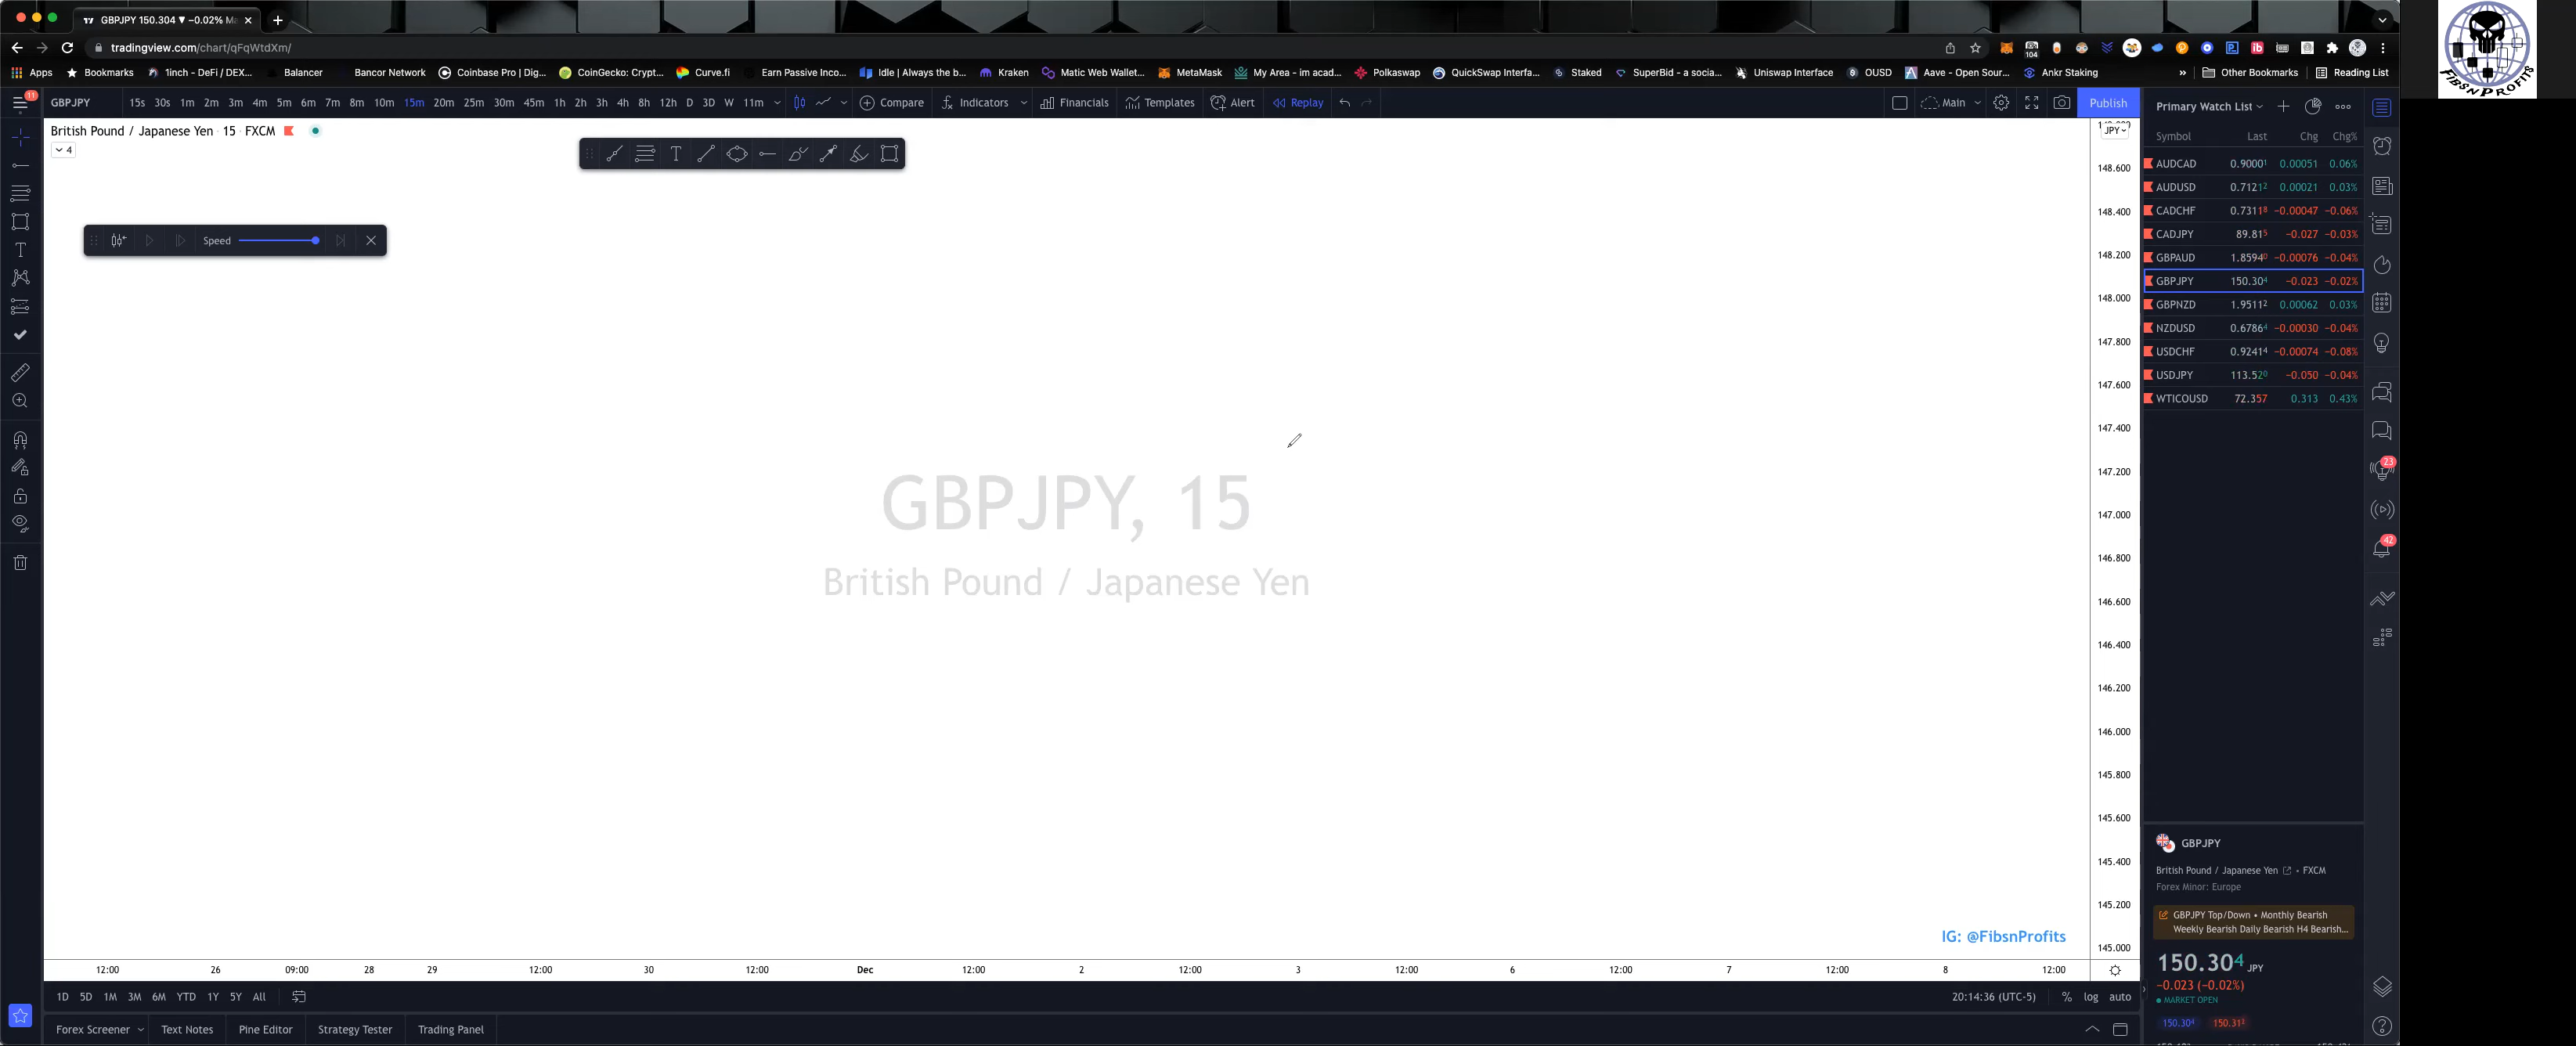 GBPJPY 150.304 ▼ −0.02% Ma
tradingview.com/chart/qFqWtdXm/
104
Apps Bookmarks 1inch - DeFi / DEX... Balancer Bancor Network Coinbase Pro | Dig... CoinGecko: Crypt... Curve.fi Earn Passive Inco... Idle | Always the b... Kraken Matic Web Wallet... MetaMask My Area - im acad... Polkaswap QuickSwap Interfa... Staked SuperBid - a socia... Uniswap Interface OUSD Aave - Open Sour... Ankr Staking » Other Bookmarks Reading List
FIBSNPROFITS
11
GBPJPY 15s 30s 1m 2m 3m 4m 5m 6m 7m 8m 10m 15m 20m 25m 30m 45m 1h 2h 3h 4h 8h 12h D 3D W 11m Compare Indicators Financials Templates Alert Replay Main Publish
British Pound / Japanese Yen · 15 · FXCM
4
Speed
GBPJPY, 15
British Pound / Japanese Yen
IG: @FibsnProfits
JPY
148.600
148.400
148.200
148.000
147.800
147.600
147.400
147.200
147.000
146.800
146.600
146.400
146.200
146.000
145.800
145.600
145.400
145.200
145.000
12:00 26 09:00 28 29 12:00 30 12:00 Dec 12:00 2 12:00 3 12:00 6 12:00 7 12:00 8 12:00
1D 5D 1M 3M 6M YTD 1Y 5Y All
20:14:36 (UTC-5) % log auto
Forex Screener Text Notes Pine Editor Strategy Tester Trading Panel
Primary Watch List
Symbol Last Chg Chg%
AUDCAD 0.90001 0.00051 0.06%
AUDUSD 0.71212 0.00021 0.03%
CADCHF 0.73118 −0.00047 −0.06%
CADJPY 89.815 −0.027 −0.03%
GBPAUD 1.85940 −0.00076 −0.04%
GBPJPY 150.304 −0.023 −0.02%
GBPNZD 1.95112 0.00062 0.03%
NZDUSD 0.67864 −0.00030 −0.04%
USDCHF 0.92414 −0.00074 −0.08%
USDJPY 113.520 −0.050 −0.04%
WTICOUSD 72.357 0.313 0.43%
23
42
GBPJPY
British Pound / Japanese Yen • FXCM
Forex Minor: Europe
GBPJPY Top/Down • Monthly Bearish
Weekly Bearish Daily Bearish H4 Bearish...
150.304 JPY
−0.023 (−0.02%)
MARKET OPEN
150.304 150.312